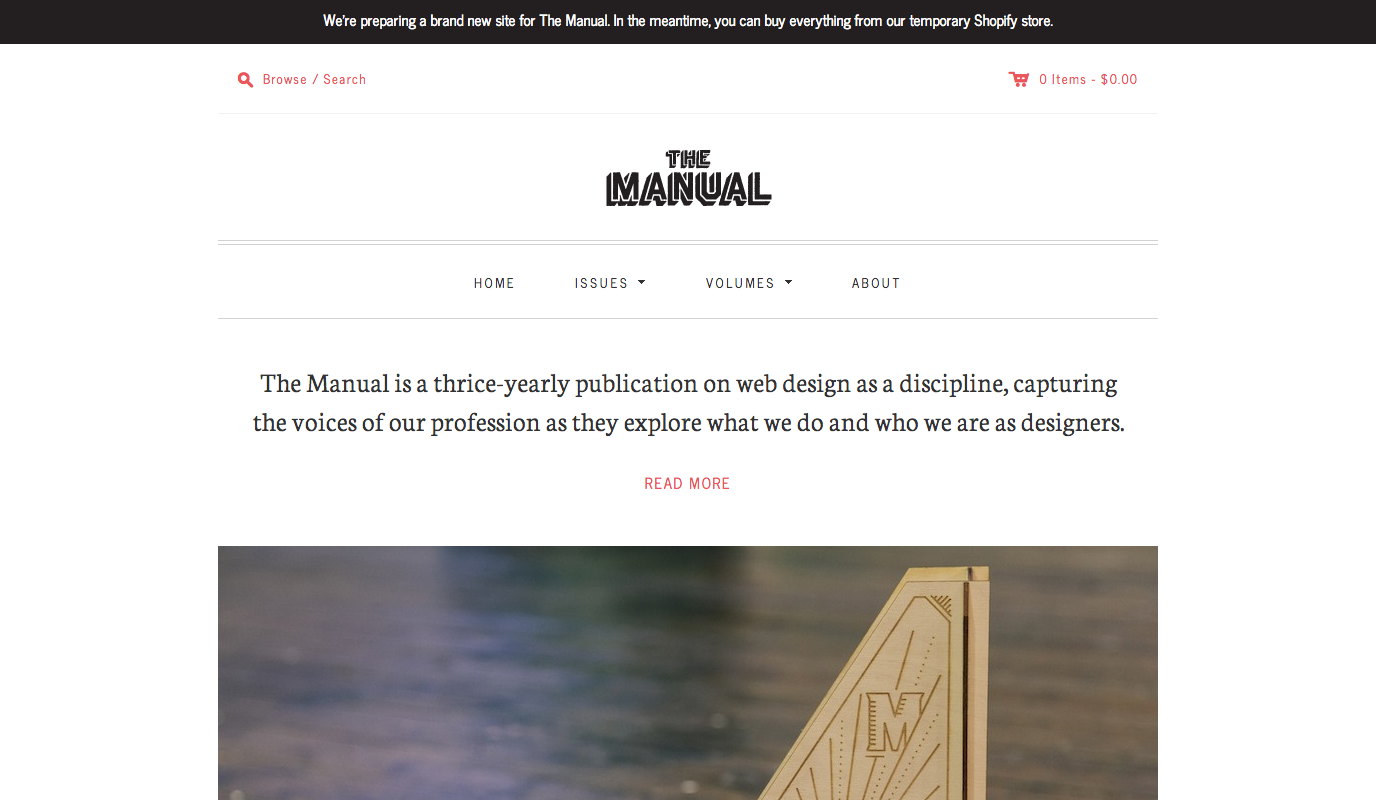 We're preparing a brand new site for The Manual. In the meantime, you can buy everything from our temporary Shopify store.
Browse / Search
0 Items - $0.00
THE
MANUAL
HOME
ISSUES
VOLUMES
ABOUT
The Manual is a thrice-yearly publication on web design as a discipline, capturing
the voices of our profession as they explore what we do and who we are as designers.
READ MORE
M